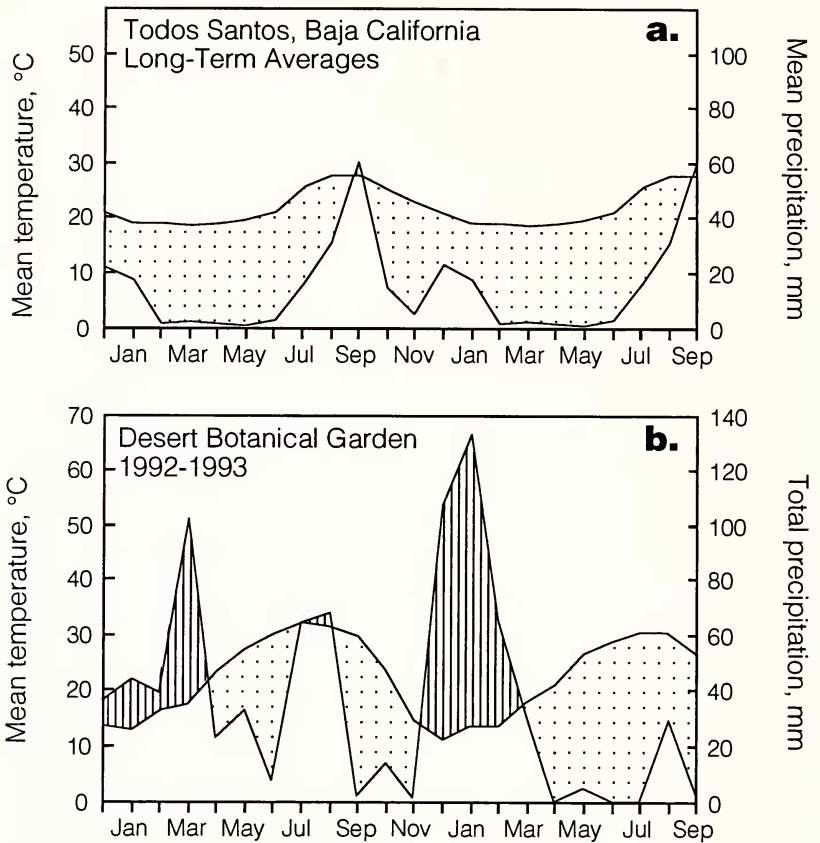 Todos Santos, Baja California
Long-Term Averages
a.
Mean temperature, °C
50
40
30
20
10
0
Mean precipitation, mm
100
80
60
40
20
0
Jan Mar May Jul Sep Nov Jan Mar May Jul Sep
Desert Botanical Garden
1992-1993
b.
Mean temperature, °C
70
60
50
40
30
20
10
0
Total precipitation, mm
140
120
100
80
60
40
20
0
Jan Mar May Jul Sep Nov Jan Mar May Jul Sep